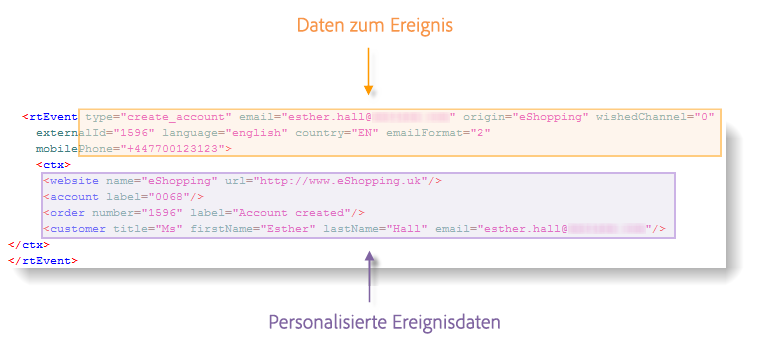 Daten zum Ereignis
<rtEvent type="create_account" email="esther.hall@ " origin="eShopping" wishedChannel="0"
externalId="1596" language="english" country="EN" emailFormat="2"
mobilePhone="+447700123123">
<ctx>
<website name="eShopping" url="http://www.eShopping.uk"/>
<account label="0068"/>
<order number="1596" label="Account created"/>
<customer title="Ms" firstName="Esther" lastName="Hall" email="esther.hall@ "/>
</ctx>
</rtEvent>
Personalisierte Ereignisdaten